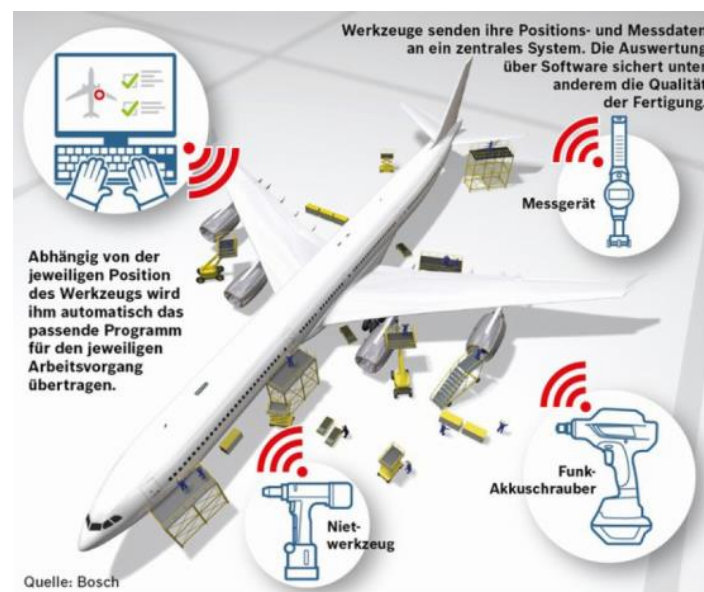 Werkzeuge senden ihre Positions- und Messdaten
an ein zentrales System. Die Auswertung
über Software sichert unter
anderem die Qualität
der Fertigung.
Messgerät
Abhängig von der
jeweiligen Position
des Werkzeugs wird
ihm automatisch das
passende Programm
für den jeweiligen
Arbeitsvorgang
übertragen.
Funk-
Akkuschrauber
Niet-
werkzeug
Quelle: Bosch